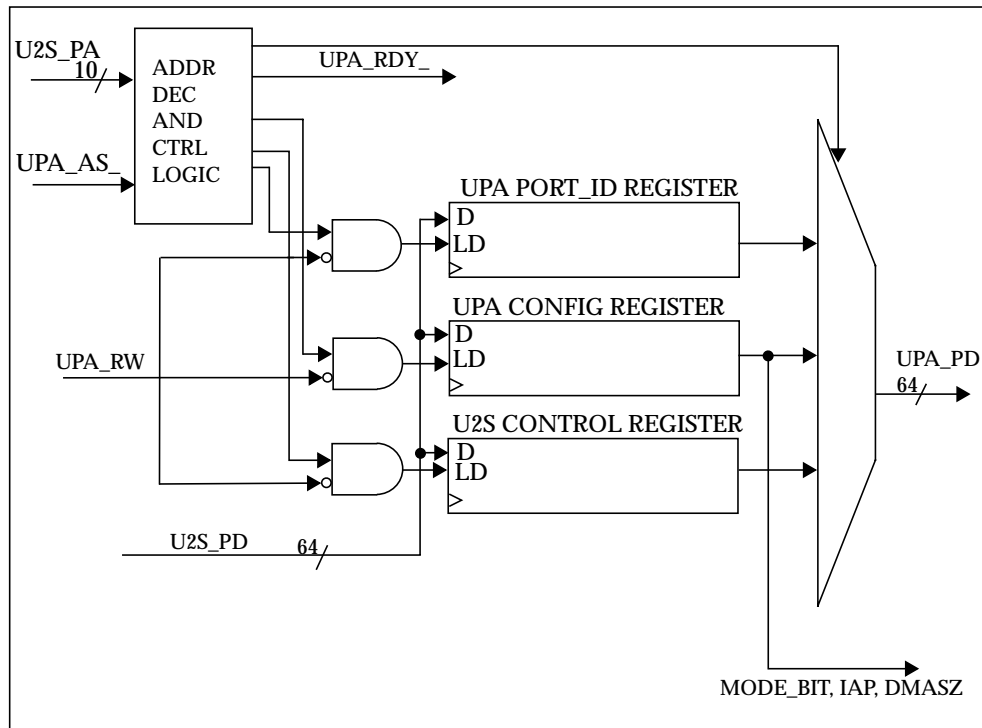 U2S_PA
10
UPA_AS_
ADDR
DEC
AND
CTRL
LOGIC
UPA_RDY_
UPA PORT_ID REGISTER
D
LD
UPA CONFIG REGISTER
D
LD
UPA_RW
U2S CONTROL REGISTER
D
LD
U2S_PD
64
UPA_PD
64
MODE_BIT, IAP, DMASZ